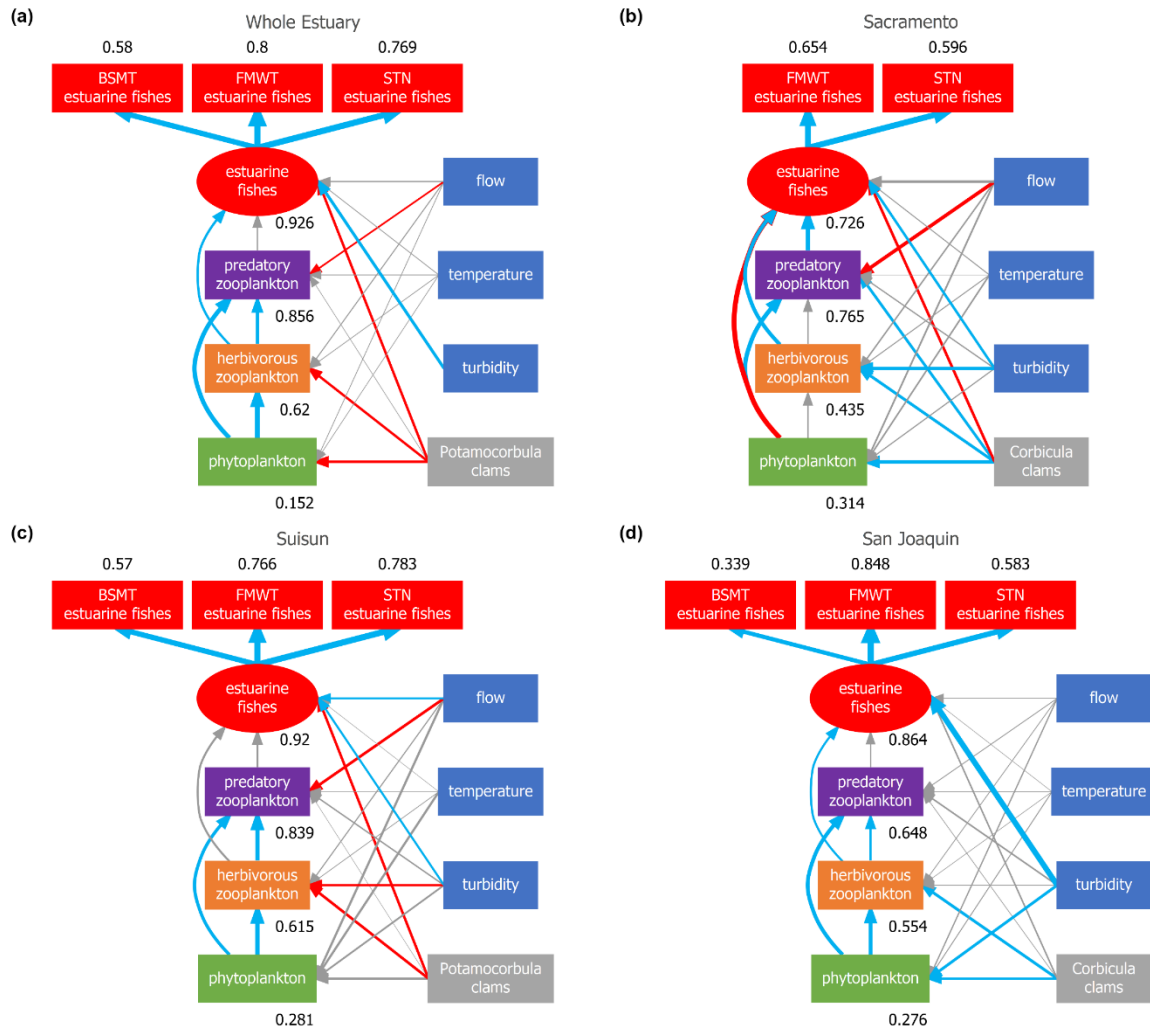 (a)
Whole Estuary
0.58 0.8 0.769
BSMT
estuarine fishes
FMWT
estuarine fishes
STN
estuarine fishes
estuarine
fishes
flow
0.926
predatory
zooplankton
temperature
0.856
herbivorous
zooplankton
turbidity
0.62
phytoplankton
Potamocorbula
clams
0.152
(b)
Sacramento
0.654 0.596
FMWT
estuarine fishes
STN
estuarine fishes
estuarine
fishes
flow
0.726
predatory
zooplankton
temperature
0.765
herbivorous
zooplankton
turbidity
0.435
phytoplankton
Corbicula
clams
0.314
(c)
Suisun
0.57 0.766 0.783
BSMT
estuarine fishes
FMWT
estuarine fishes
STN
estuarine fishes
estuarine
fishes
flow
0.92
predatory
zooplankton
temperature
0.839
herbivorous
zooplankton
turbidity
0.615
phytoplankton
Potamocorbula
clams
0.281
(d)
San Joaquin
0.339 0.848 0.583
BSMT
estuarine fishes
FMWT
estuarine fishes
STN
estuarine fishes
estuarine
fishes
flow
0.864
predatory
zooplankton
temperature
0.648
herbivorous
zooplankton
turbidity
0.554
phytoplankton
Corbicula
clams
0.276